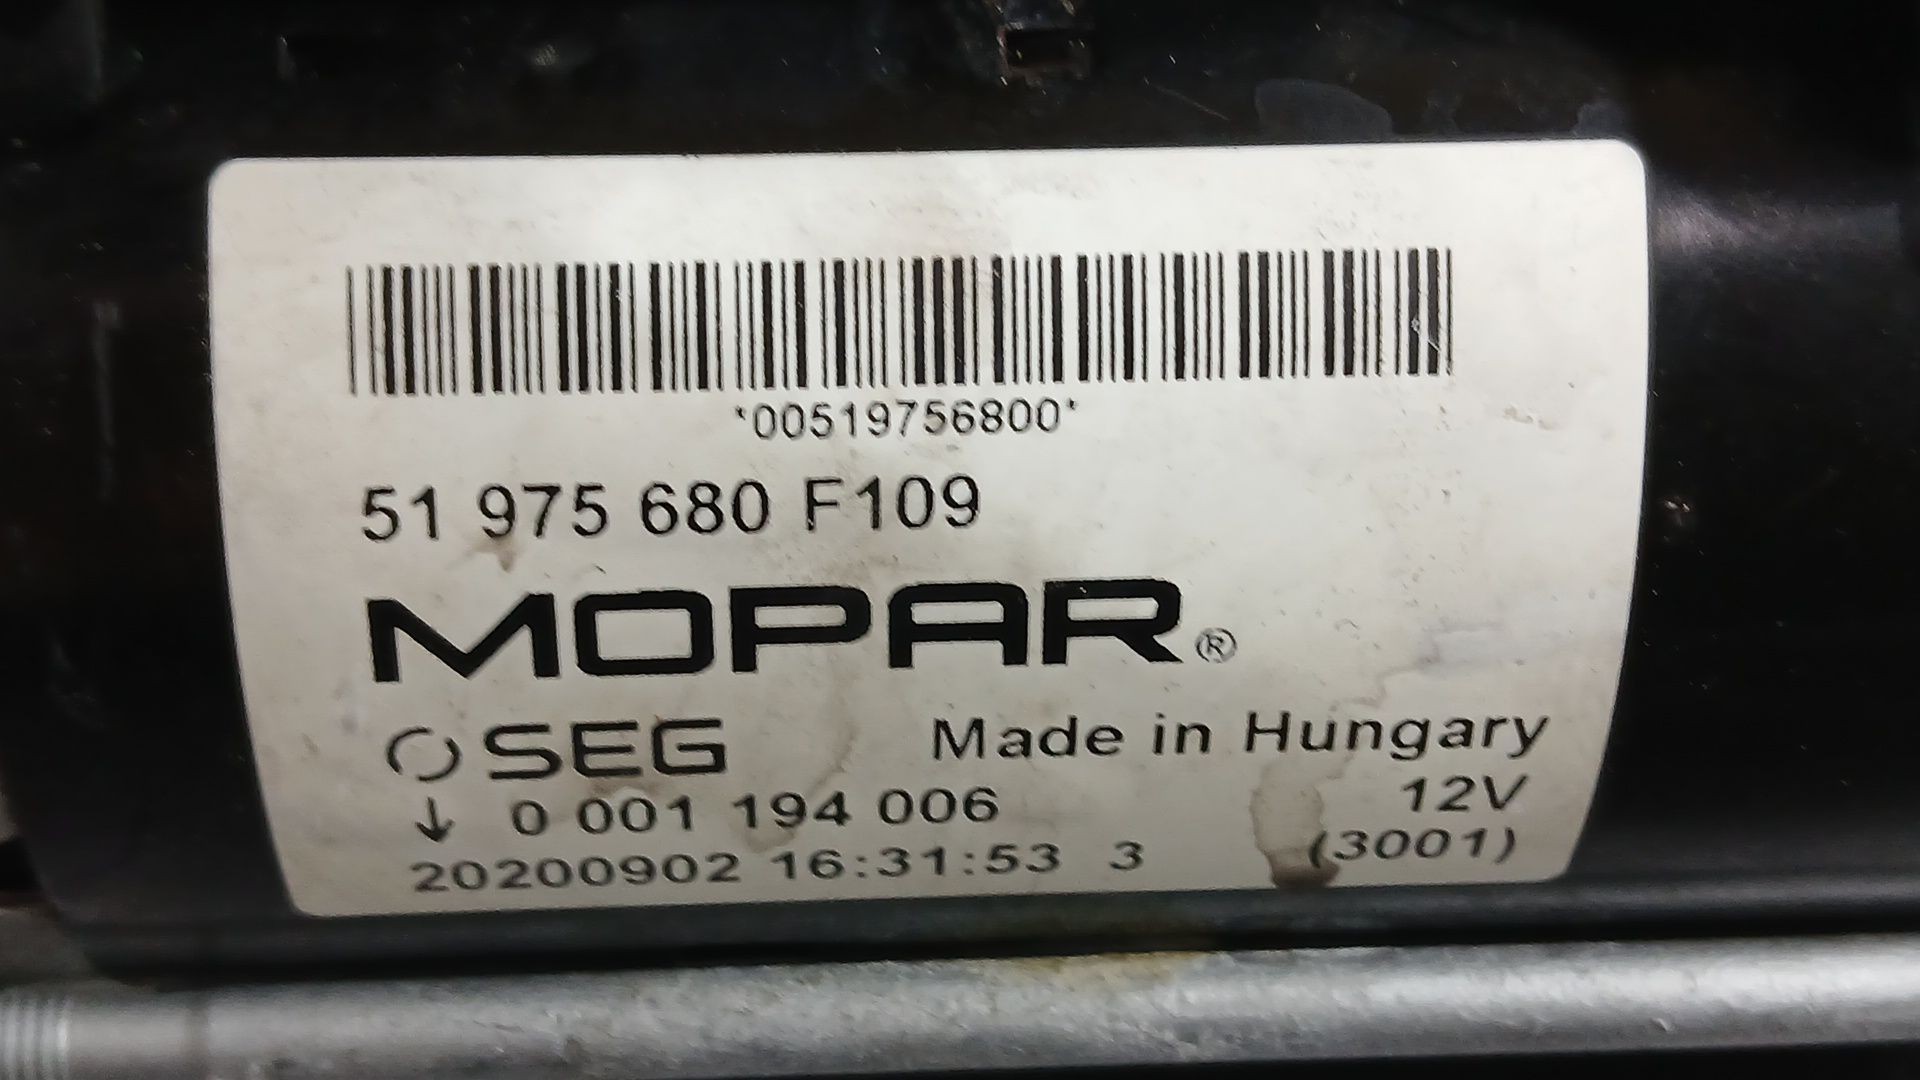 *00519756800*
51 975 680 F109
MOPAR®
SEG Made in Hungary
↓ 0 001 194 006 12V
20200902 16:31:53 3 (3001)